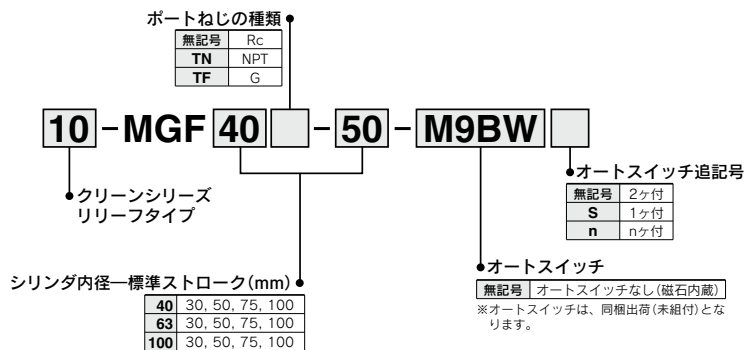 ポートねじの種類
無記号 Rc
TN NPT
TF G
10-MGF 40 - 50 - M9BW
クリーンシリーズ
リリーフタイプ
オートスイッチ追記号
無記号 2ヶ付
S 1ヶ付
n nヶ付
シリンダ内径―標準ストローク(mm)
40 30, 50, 75, 100
63 30, 50, 75, 100
100 30, 50, 75, 100
オートスイッチ
無記号 オートスイッチなし(磁石内蔵)
※オートスイッチは、同梱出荷(未組付)とな
ります。